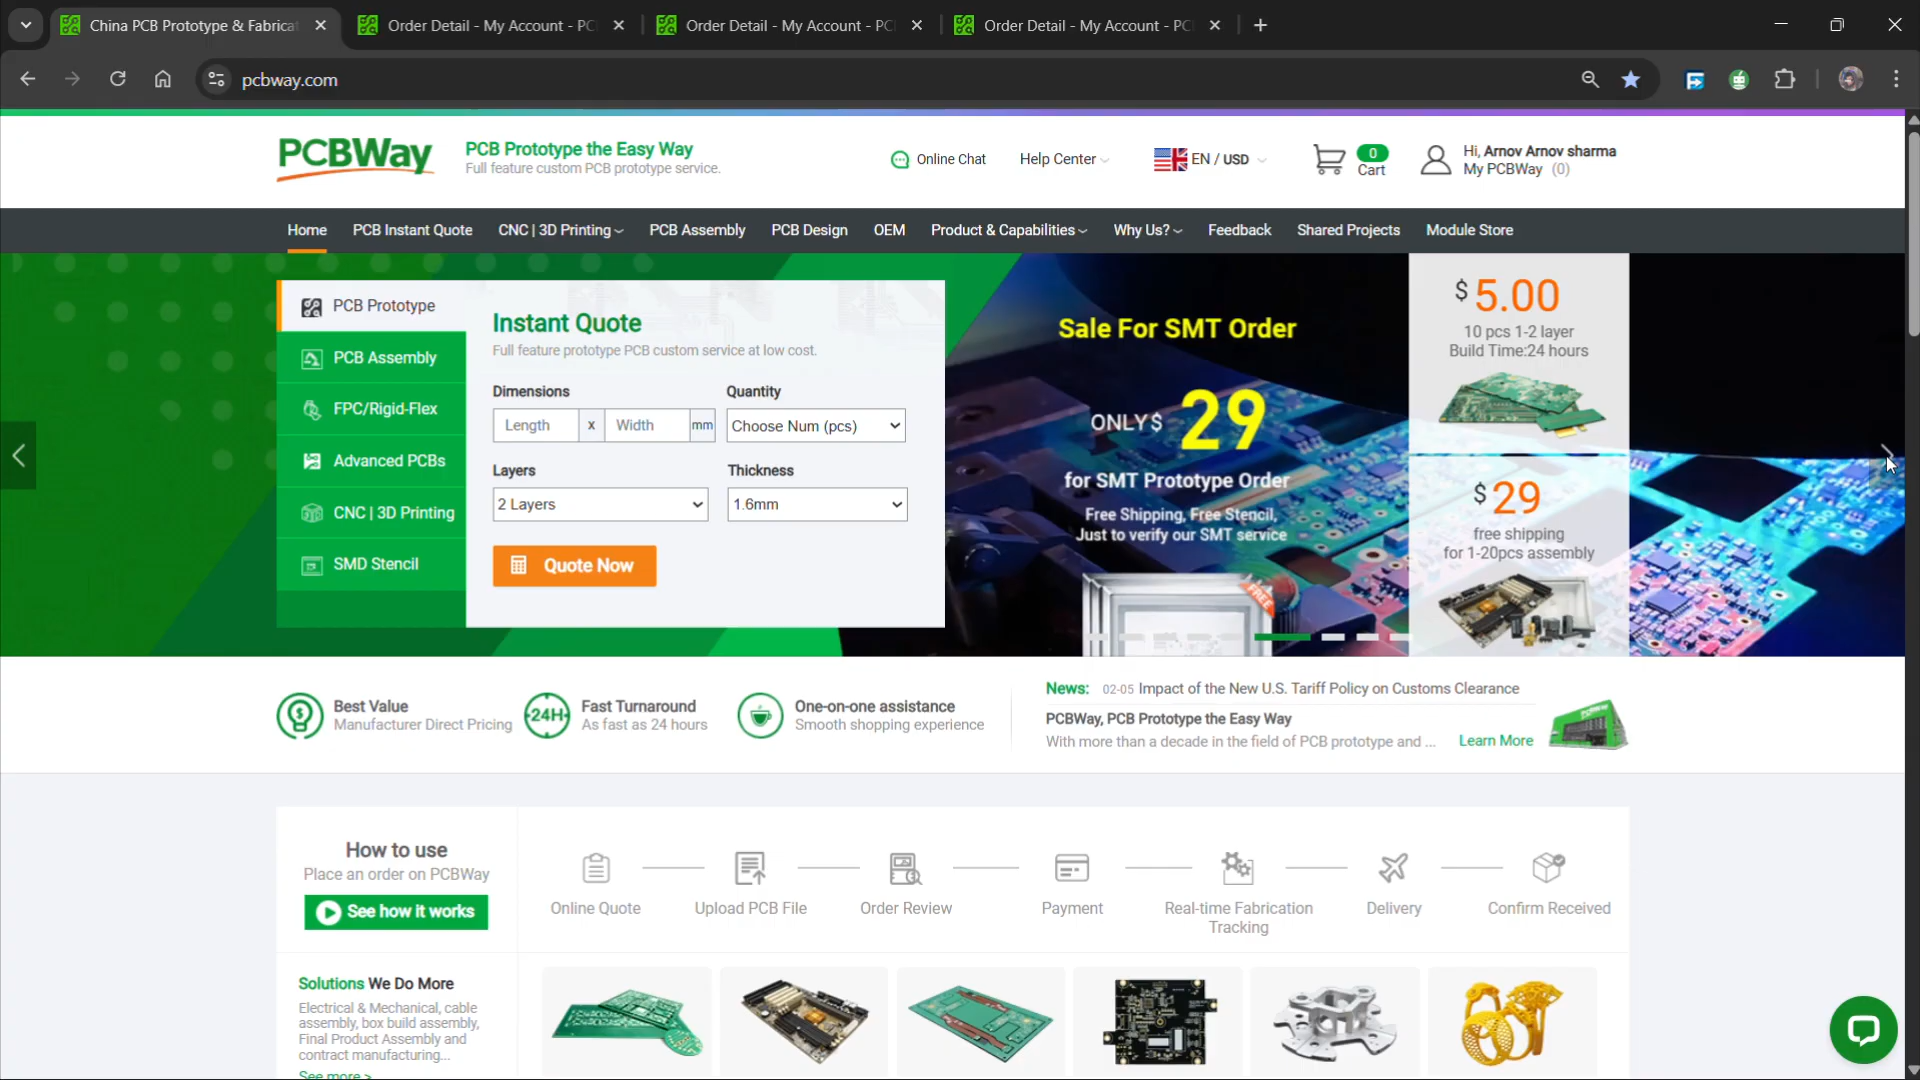 China PCB Prototype & Fabrica
Order Detail - My Account - PC
Order Detail - My Account - PC
Order Detail - My Account - PC
pcbway.com
PCBWay
PCB Prototype the Easy Way
Full feature custom PCB prototype service.
Online Chat
Help Center
EN / USD
0
Cart
Hi, Arnov Arnov sharma
My PCBWay (0)
Home
PCB Instant Quote
CNC | 3D Printing
PCB Assembly
PCB Design
OEM
Product & Capabilities
Why Us?
Feedback
Shared Projects
Module Store
PCB Prototype
PCB Assembly
FPC/Rigid-Flex
Advanced PCBs
CNC | 3D Printing
SMD Stencil
Instant Quote
Full feature prototype PCB custom service at low cost.
Dimensions
Quantity
Length x Width mm
Choose Num (pcs)
Layers
Thickness
2 Layers
1.6mm
Quote Now
Sale For SMT Order
ONLY$ 29
for SMT Prototype Order
Free Shipping, Free Stencil,
Just to verify our SMT service
FREE
$ 5.00
10 pcs 1-2 layer
Build Time:24 hours
$ 29
free shipping
for 1-20pcs assembly
Best Value
Manufacturer Direct Pricing
24H
Fast Turnaround
As fast as 24 hours
One-on-one assistance
Smooth shopping experience
News: 02-05 Impact of the New U.S. Tariff Policy on Customs Clearance
PCBWay, PCB Prototype the Easy Way
With more than a decade in the field of PCB prototype and ... Learn More
How to use
Place an order on PCBWay
See how it works
Online Quote
Upload PCB File
Order Review
Payment
Real-time Fabrication
Tracking
Delivery
Confirm Received
Solutions We Do More
Electrical & Mechanical, cable
assembly, box build assembly,
Final Product Assembly and
contract manufacturing...
See more >